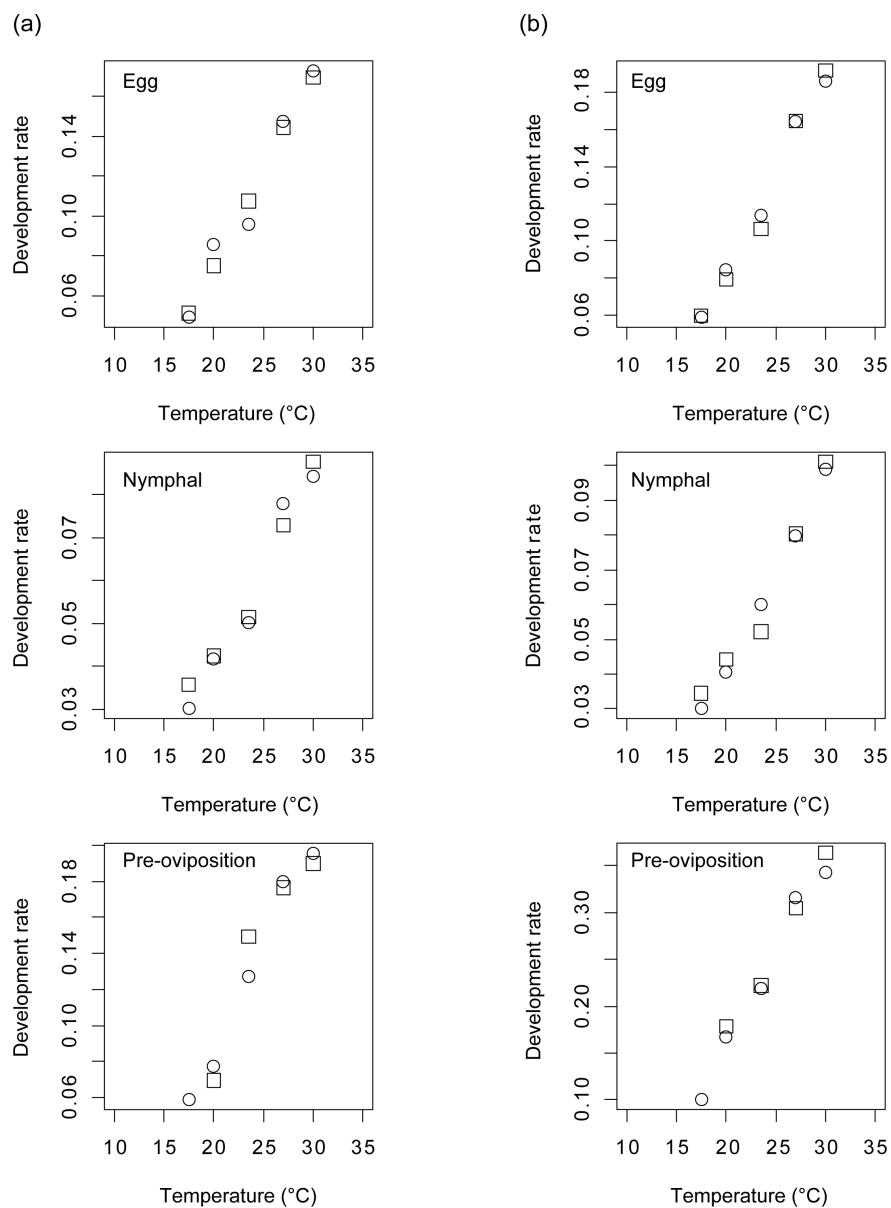 (a)
(b)
Egg
Development rate
0.06 0.10 0.14
10 15 20 25 30 35
Temperature (°C)
Egg
Development rate
0.06 0.10 0.14 0.18
10 15 20 25 30 35
Temperature (°C)
Nymphal
Development rate
0.03 0.05 0.07
10 15 20 25 30 35
Temperature (°C)
Nymphal
Development rate
0.03 0.05 0.07 0.09
10 15 20 25 30 35
Temperature (°C)
Pre-oviposition
Development rate
0.06 0.10 0.14 0.18
10 15 20 25 30 35
Temperature (°C)
Pre-oviposition
Development rate
0.10 0.20 0.30
10 15 20 25 30 35
Temperature (°C)